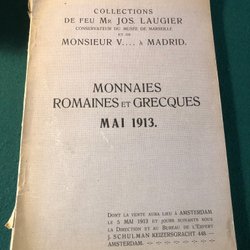 COLLECTIONS
DE FEU MR JOS. LAUGIER
CONSERVATEUR DU MUSÉE DE MARSEILLE
ET DE
MONSIEUR V.... À MADRID.
MONNAIES
ROMAINES ET GRECQUES
MAI 1913.
DONT LA VENTE AURA LIEU À AMSTERDAM
LE 5 MAI 1913 ET JOURS SUIVANTS SOUS
LA DIRECTION ET AU BUREAU DE L'EXPERT
J. SCHULMAN KEIZERSGRACHT 448
AMSTERDAM.